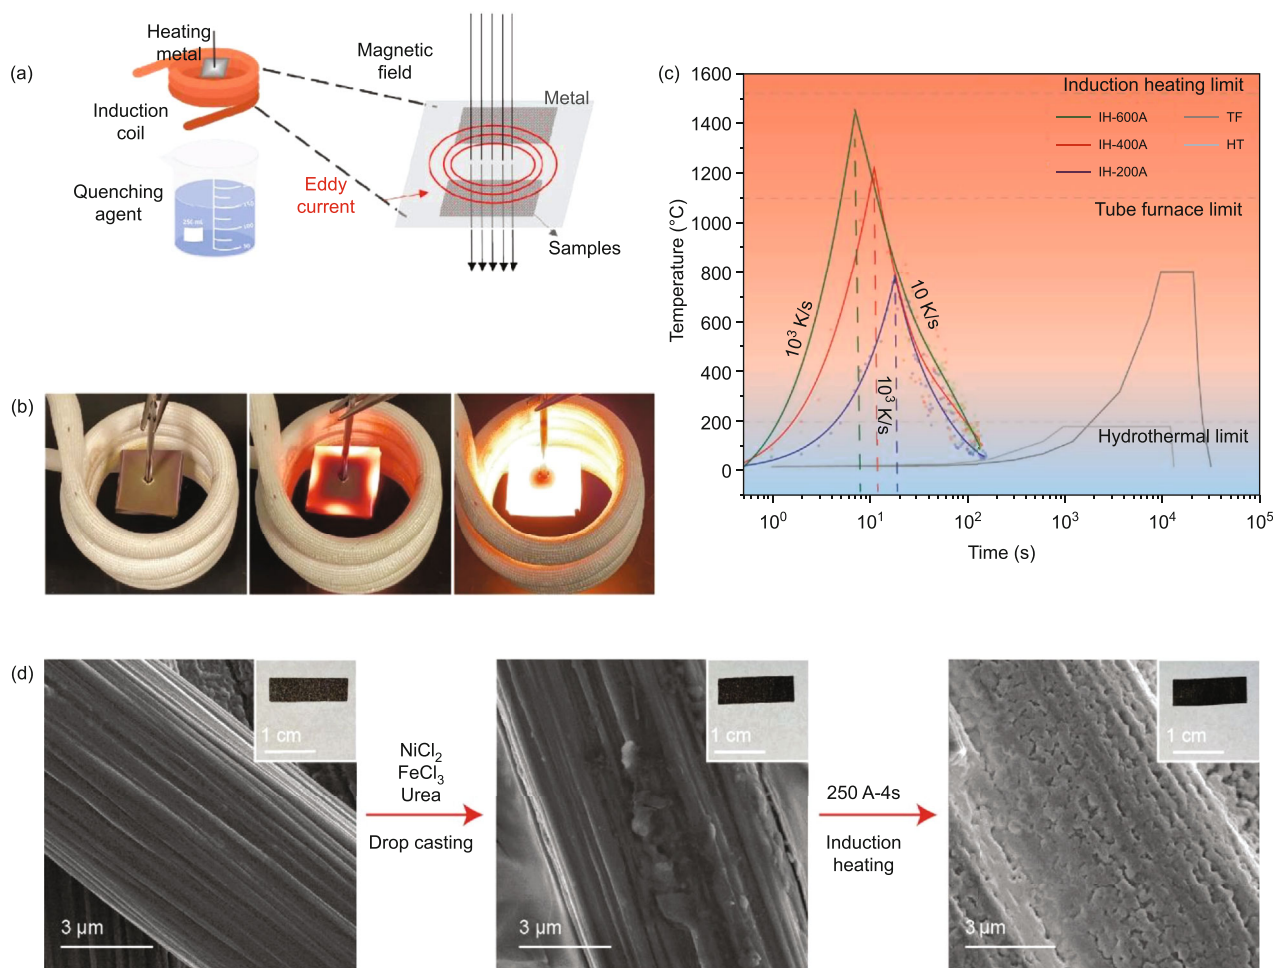 (a)
Heating
metal
Induction
coil
Quenching
agent
250 ml
Magnetic
field
Metal
Eddy
current
Samples
(b)
(c)
Temperature (°C)
1600
1400
1200
1000
800
600
400
200
0
Induction heating limit
IH-600A
IH-400A
IH-200A
TF
HT
Tube furnace limit
10³ K/s
10 K/s
10³ K/s
Hydrothermal limit
10⁰
10¹
10²
10³
10⁴
10⁵
Time (s)
(d)
1 cm
3 µm
NiCl₂
FeCl₃
Urea
Drop casting
1 cm
3 µm
250 A-4s
Induction
heating
1 cm
3 µm